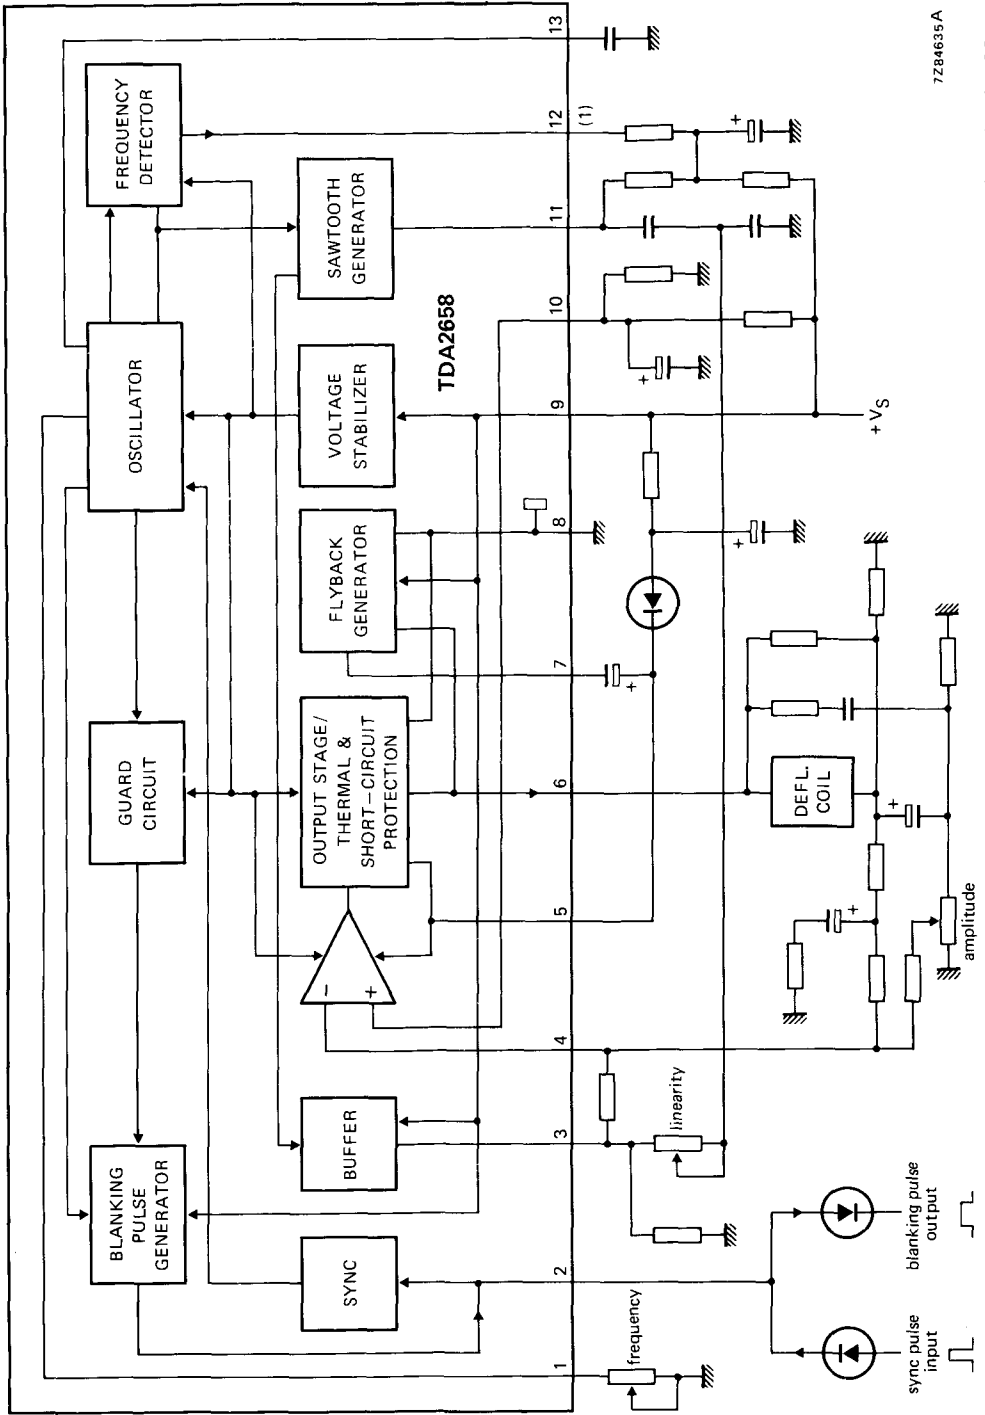 BLANKING
PULSE
GENERATOR
GUARD
CIRCUIT
OSCILLATOR
FREQUENCY
DETECTOR
SYNC
BUFFER
−
+
OUTPUT STAGE/
THERMAL &
SHORT-CIRCUIT
PROTECTION
FLYBACK
GENERATOR
VOLTAGE
STABILIZER
SAWTOOTH
GENERATOR
TDA2658
1
2
3
4
5
6
7
8
9
10
11
12
13
(1)
frequency
linearity
+
+
+
+
DEFL.
COIL
+
+
amplitude
+VS
sync pulse
input
blanking pulse
output
7Z84635A